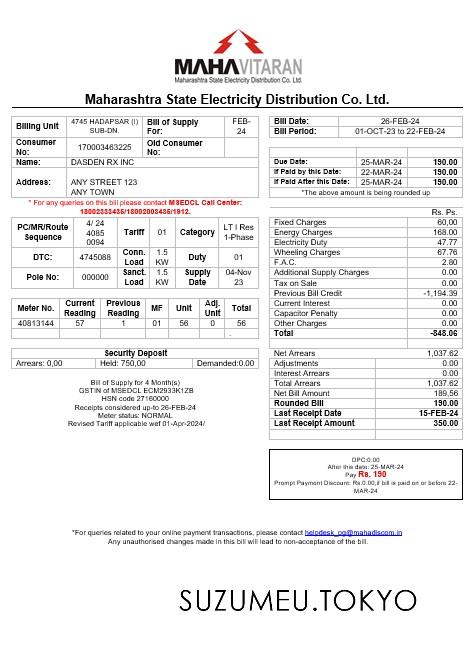 MAHAVITARAN
Maharashtra State Electricity Distribution Co. Ltd.
Maharashtra State Electricity Distribution Co. Ltd.
Billing Unit 4745 HADAPSAR (I) SUB-DN. Bill of Supply For: FEB-24
Consumer No: 170003463225 Old Consumer No:
Name: DASDEN RX INC
Address: ANY STREET 123
ANY TOWN
* For any queries on this bill please contact MSEDCL Call Center:
18002333435/18002003435/1912.
PC/MR/Route Sequence 4/ 24 4085 0094 Tariff 01 Category LT I Res 1-Phase
DTC: 4745088 Conn. Load 1.5 KW Duty 01
Pole No: 000000 Sanct. Load 1.5 KW Supply Date 04-Nov 23
Meter No. Current Reading Previous Reading MF Unit Adj. Unit Total
40813144 57 1 01 56 0 56
.
Security Deposit
Arrears: 0,00 Held: 750,00 Demanded:0.00
Bill of Supply for 4 Month(s)
GSTIN of MSEDCL ECM2933K1ZB
HSN code 27160000
Receipts considered up-to 26-FEB-24
Meter status: NORMAL
Revised Tariff applicable wef 01-Apr-2024/
Bill Date: 26-FEB-24
Bill Period: 01-OCT-23 to 22-FEB-24
Due Date: 25-MAR-24 190.00
If Paid by this Date: 22-MAR-24 190.00
If Paid After this Date: 25-MAR-24 190.00
*The above amount is being rounded up
Rs. Ps.
Fixed Charges 60,00
Energy Charges 168.00
Electricity Duty 47.77
Wheeling Charges 67.76
F.A.C. 2.80
Additional Supply Charges 0.00
Tax on Sale 0.00
Previous Bill Credit -1,194.39
Current Interest 0.00
Capacitor Penalty 0.00
Other Charges 0.00
Total -848.06
Net Arrears 1,037.62
Adjustments 0.00
Interest Arrears 0.00
Total Arrears 1,037.62
Net Bill Amount 189,56
Rounded Bill 190.00
Last Receipt Date 15-FEB-24
Last Receipt Amount 350.00
DPC:0.00
After this date: 25-MAR-24
Pay Rs. 190
Prompt Payment Discount: Rs.0.00,if bill is paid on or before 22-
MAR-24
*For queries related to your online payment transactions, please contact helpdesk_pg@mahadiscom.in
Any unauthorised changes made in this bill will lead to non-acceptance of the bill.
SUZUMEU.TOKYO